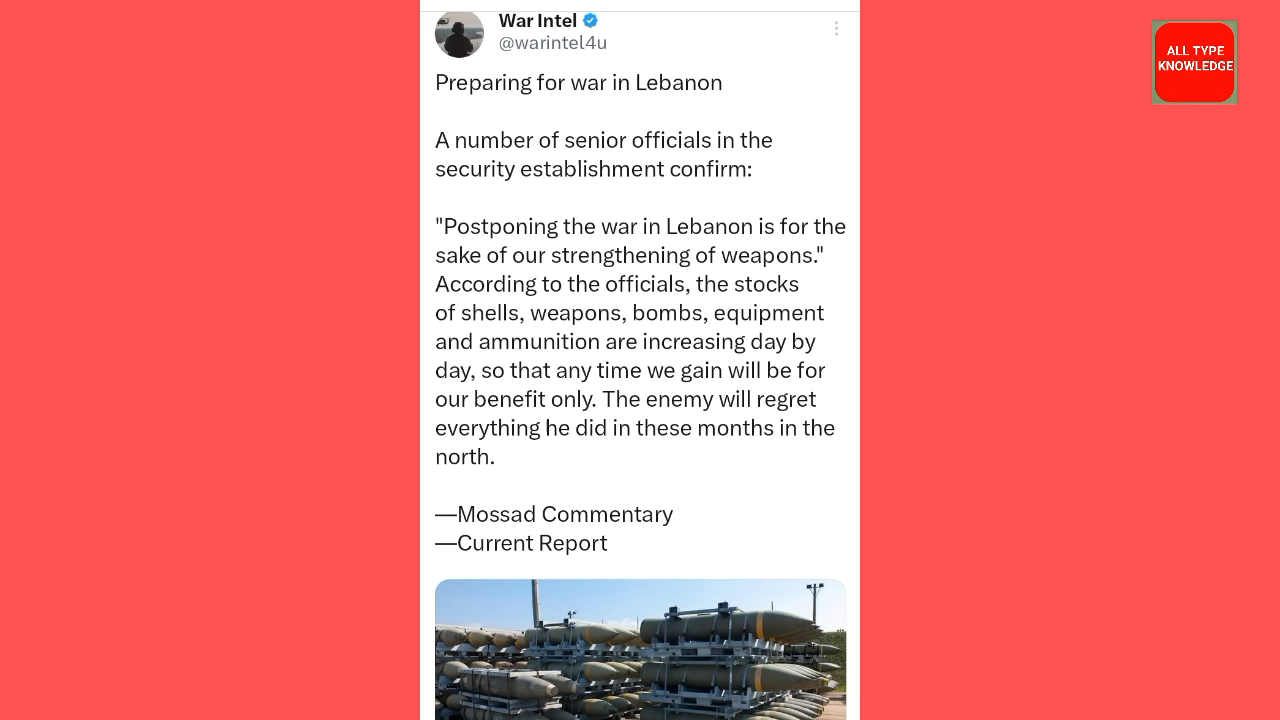 War Intel
@warintel4u
Preparing for war in Lebanon
A number of senior officials in the
security establishment confirm:
"Postponing the war in Lebanon is for the
sake of our strengthening of weapons."
According to the officials, the stocks
of shells, weapons, bombs, equipment
and ammunition are increasing day by
day, so that any time we gain will be for
our benefit only. The enemy will regret
everything he did in these months in the
north.
—Mossad Commentary
—Current Report
ALL TYPE
KNOWLEDGE